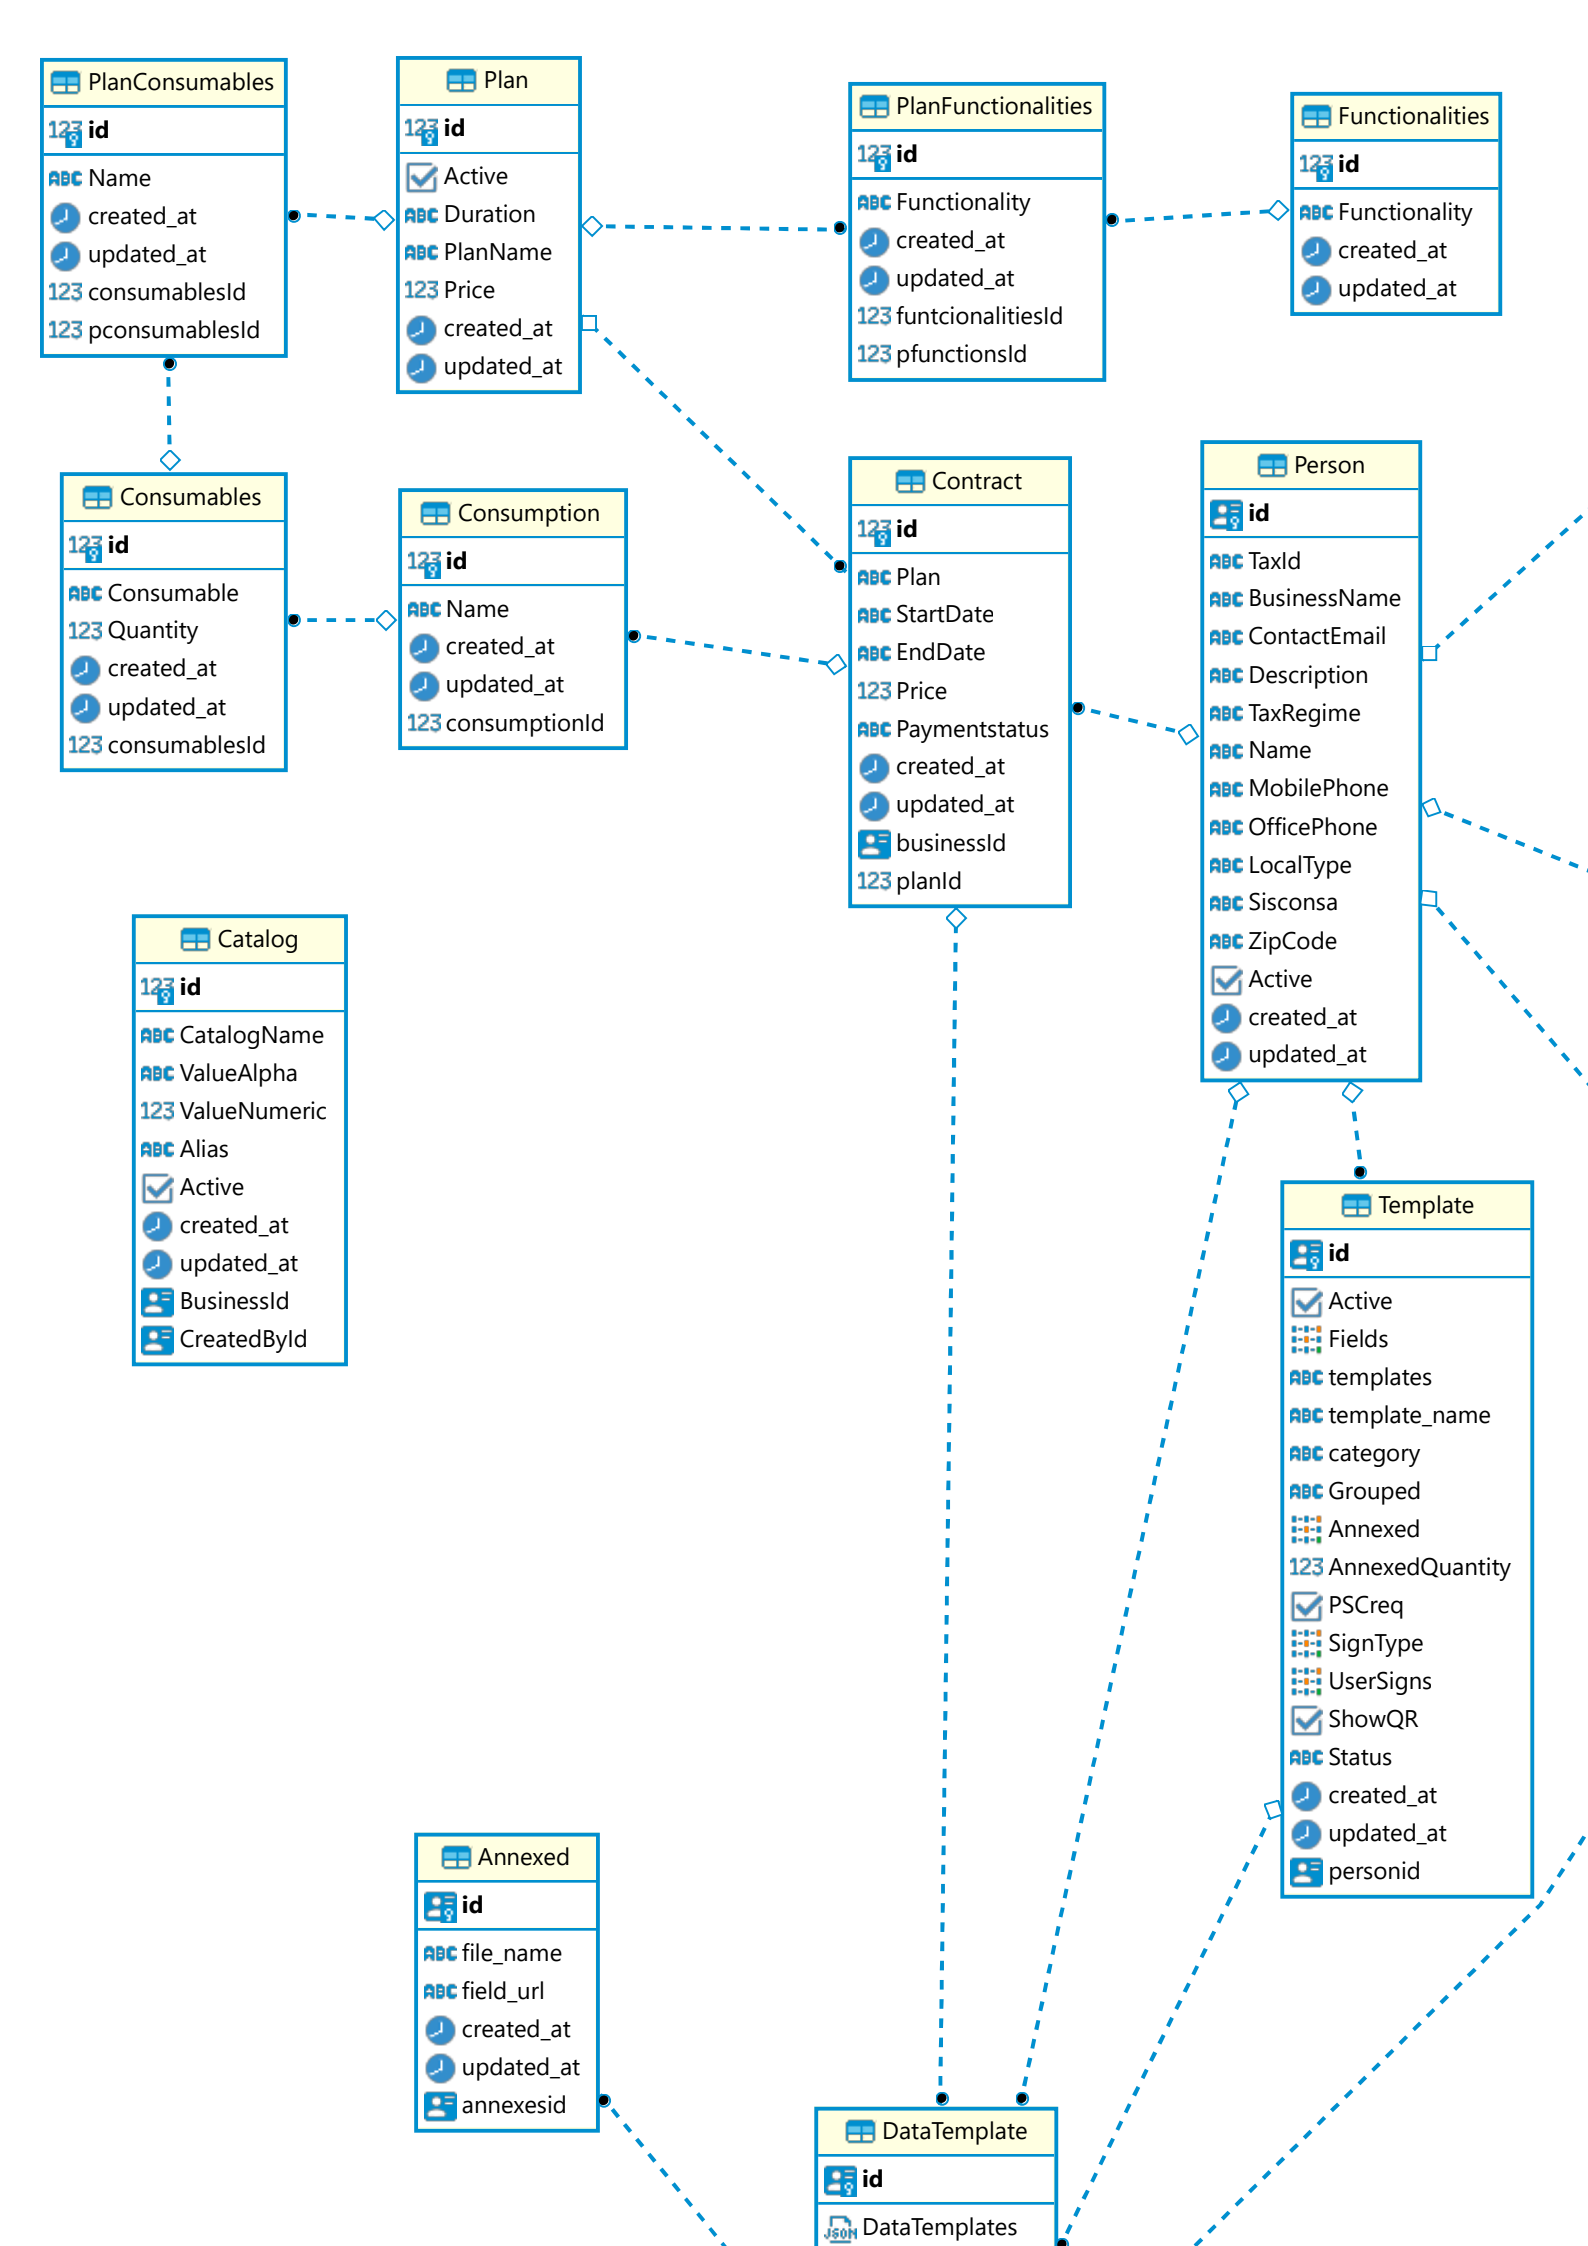 PlanConsumables
id
Name
created_at
updated_at
consumablesId
pconsumablesId
Plan
id
Active
Duration
PlanName
Price
created_at
updated_at
PlanFunctionalities
id
Functionality
created_at
updated_at
funtcionalitiesId
pfunctionsId
Functionalities
id
Functionality
created_at
updated_at
Consumables
id
Consumable
Quantity
created_at
updated_at
consumablesId
Consumption
id
Name
created_at
updated_at
consumptionId
Contract
id
Plan
StartDate
EndDate
Price
Paymentstatus
created_at
updated_at
businessId
planId
Person
id
TaxId
BusinessName
ContactEmail
Description
TaxRegime
Name
MobilePhone
OfficePhone
LocalType
Sisconsa
ZipCode
Active
created_at
updated_at
Catalog
id
CatalogName
ValueAlpha
ValueNumeric
Alias
Active
created_at
updated_at
BusinessId
CreatedById
Template
id
Active
Fields
templates
template_name
category
Grouped
Annexed
AnnexedQuantity
PSCreq
SignType
UserSigns
ShowQR
Status
created_at
updated_at
personid
Annexed
id
file_name
field_url
created_at
updated_at
annexesid
DataTemplate
id
DataTemplates